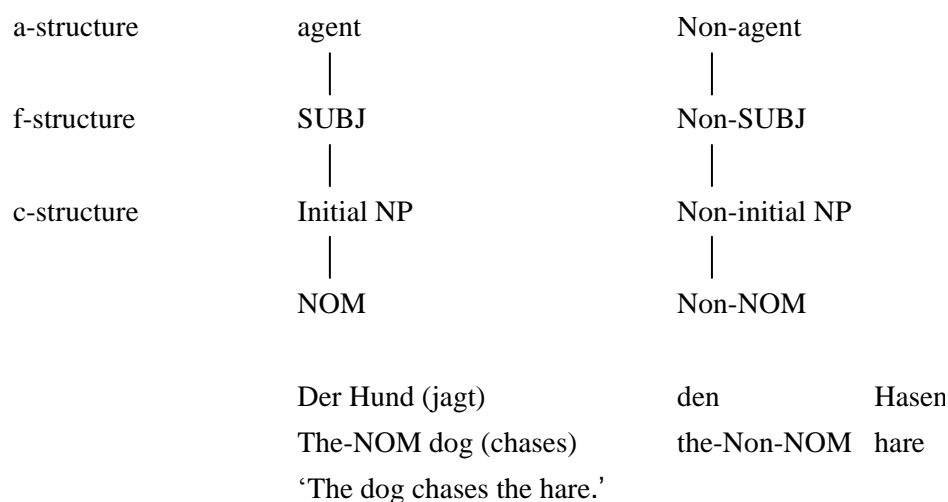 a-structure agent Non-agent
f-structure SUBJ Non-SUBJ
c-structure Initial NP Non-initial NP
NOM Non-NOM
Der Hund (jagt) den Hasen
The-NOM dog (chases) the-Non-NOM hare
‘The dog chases the hare.’